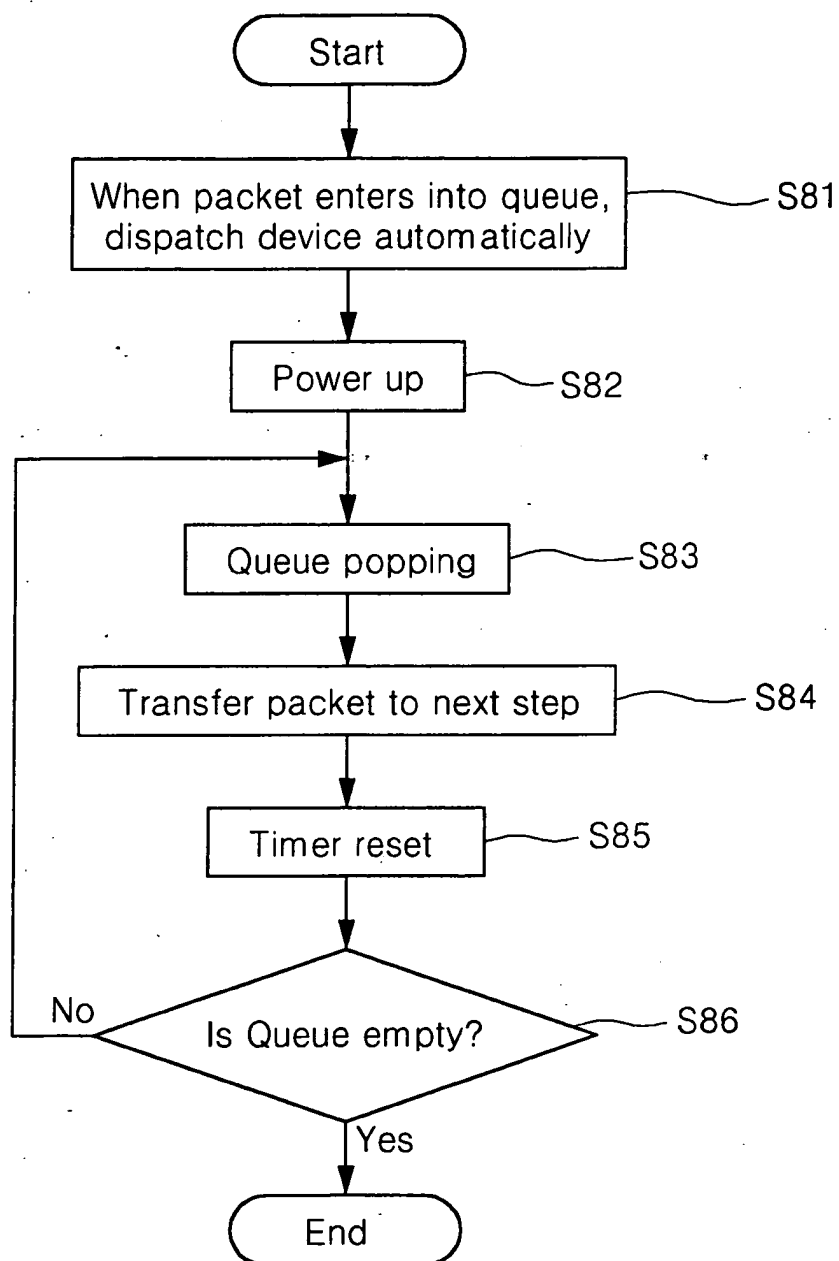 Start
When packet enters into queue,
dispatch device automatically
S81
Power up
S82
Queue popping
S83
Transfer packet to next step
S84
Timer reset
S85
Is Queue empty?
S86
No
Yes
End